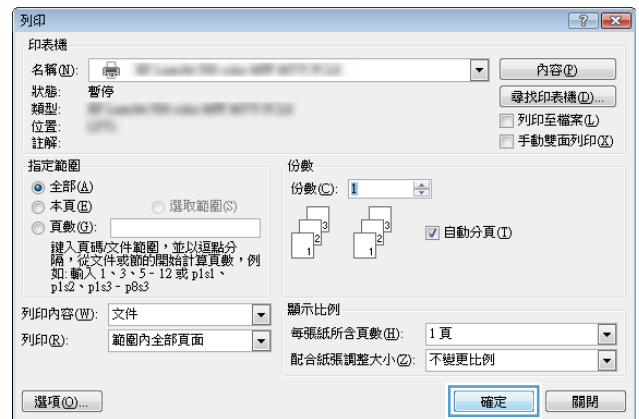 列印
印表機
名稱(N):
內容(P)
狀態: 暫停
尋找印表機(D)...
類型:
位置:
列印至檔案(L)
註解:
手動雙面列印(X)
指定範圍
全部(A)
本頁(E) 選取範圍(S)
頁數(G):
鍵入頁碼/文件範圍，並以逗點分
隔，從文件或節的開始計算頁數，例
如: 輸入 1、3、5 - 12 或 p1s1、
p1s2、p1s3 - p8s3
份數
份數(C): 1
1 2 3 1 2 3
自動分頁(T)
列印內容(W): 文件
列印(R): 範圍內全部頁面
顯示比例
每張紙所含頁數(H): 1 頁
配合紙張調整大小(Z): 不變更比例
選項(O)...
確定
關閉